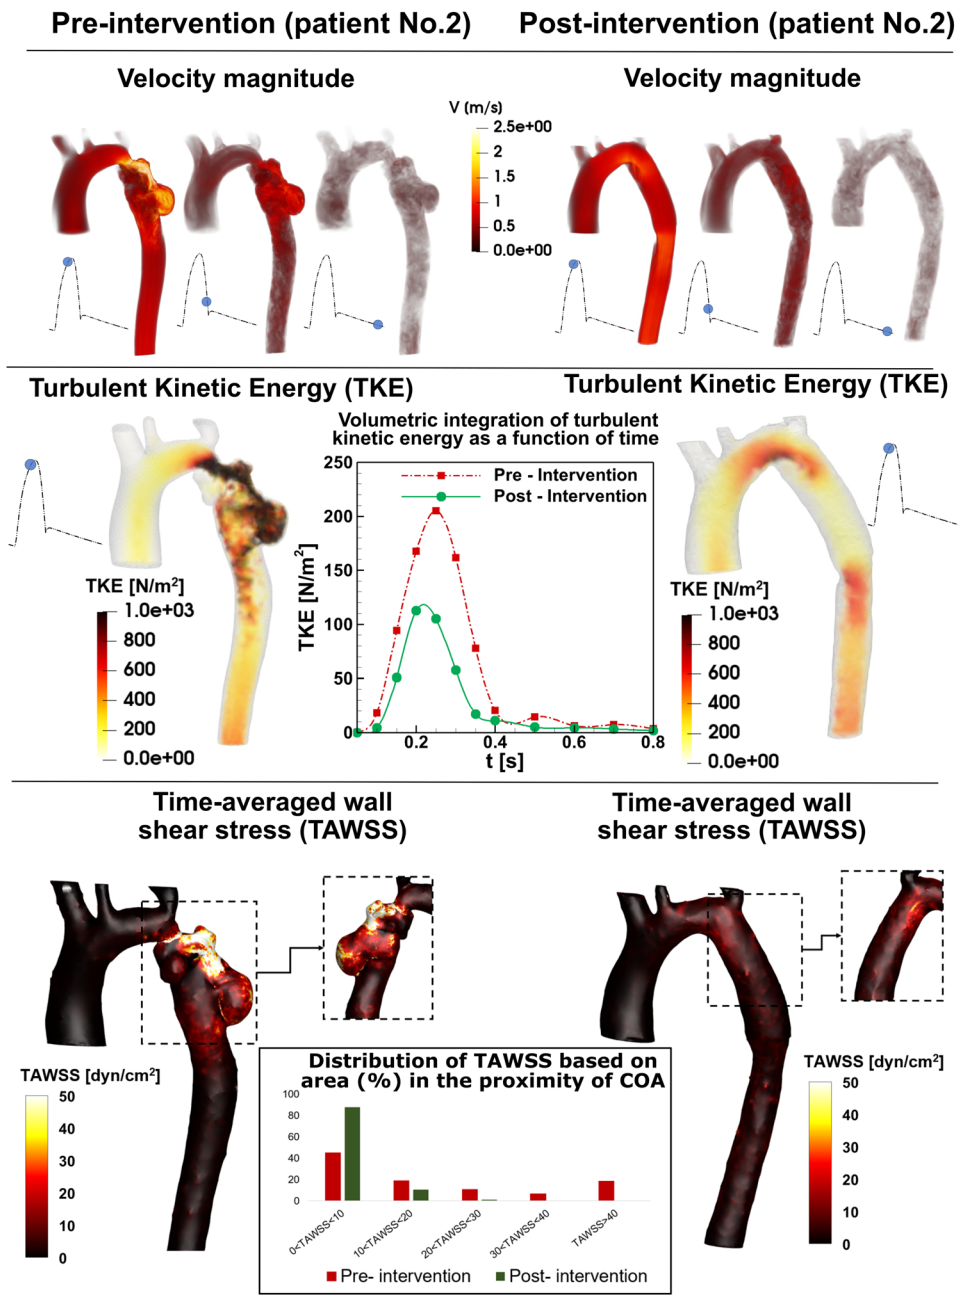 Pre-intervention (patient No.2)
Post-intervention (patient No.2)
Velocity magnitude
Velocity magnitude
V (m/s)
2.5e+00
2
1.5
1
0.5
0.0e+00
Turbulent Kinetic Energy (TKE)
Turbulent Kinetic Energy (TKE)
Volumetric integration of turbulent
kinetic energy as a function of time
250
200
150
100
50
0
TKE [N/m²]
Pre - Intervention
Post - Intervention
0.2
0.4
0.6
0.8
t [s]
TKE [N/m²]
1.0e+03
800
600
400
200
0.0e+00
TKE [N/m²]
1.0e+03
800
600
400
200
0.0e+00
Time-averaged wall
shear stress (TAWSS)
Time-averaged wall
shear stress (TAWSS)
TAWSS [dyn/cm²]
50
40
30
20
10
0
TAWSS [dyn/cm²]
50
40
30
20
10
0
Distribution of TAWSS based on
area (%) in the proximity of COA
100
80
60
40
20
0
0<TAWSS<10
10<TAWSS<20
20<TAWSS<30
30<TAWSS<40
TAWSS>40
Pre- intervention
Post- intervention